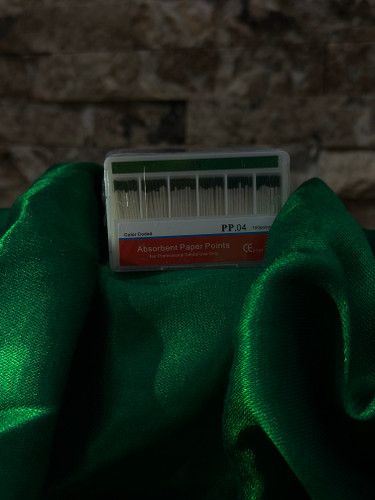 Color Coded PP.04
Absorbent Paper Points
For Professional Dental Use Only CE